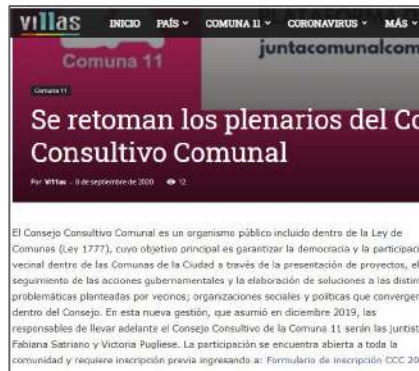 villas
INICIO PAÍS COMUNA 11 CORONAVIRUS MÁS
Comuna 11
juntacomunalcom
Comuna 11
Se retoman los plenarios del Co
Consultivo Comunal
Por Villas - 8 de septiembre de 2020 12
El Consejo Consultivo Comunal es un organismo público incluido dentro de la Ley de
Comunas (Ley 1777), cuyo objetivo principal es garantizar la democracia y la participaci
vecinal dentro de las Comunas de la Ciudad a través de la presentación de proyectos, el
seguimiento de las acciones gubernamentales y la elaboración de soluciones a las distin
problemáticas planteadas por vecinos; organizaciones sociales y políticas que converger
dentro del Consejo. En esta nueva gestión, que asumió en diciembre 2019, las
responsables de llevar adelante el Consejo Consultivo de la Comuna 11 serán las juntist
Fabiana Satriano y Victoria Pugliese. La participación se encuentra abierta a toda la
comunidad y requiere inscripción previa ingresando a: Formulario de inscripción CCC 20